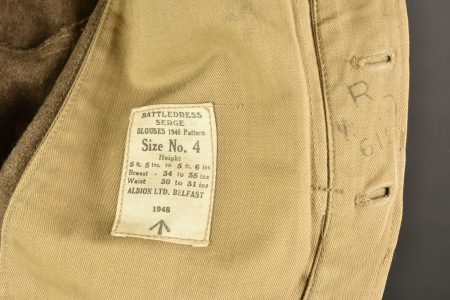 BATTLEDRESS
SERGE
BLOUSES 1946 Pattern
Size No. 4
Height
5 ft. 5 ins. to 5 ft. 6 ins
Breast - 34 to 35 ins
Waist 30 to 31 ins
ALBION LTD. BELFAST
1948
R